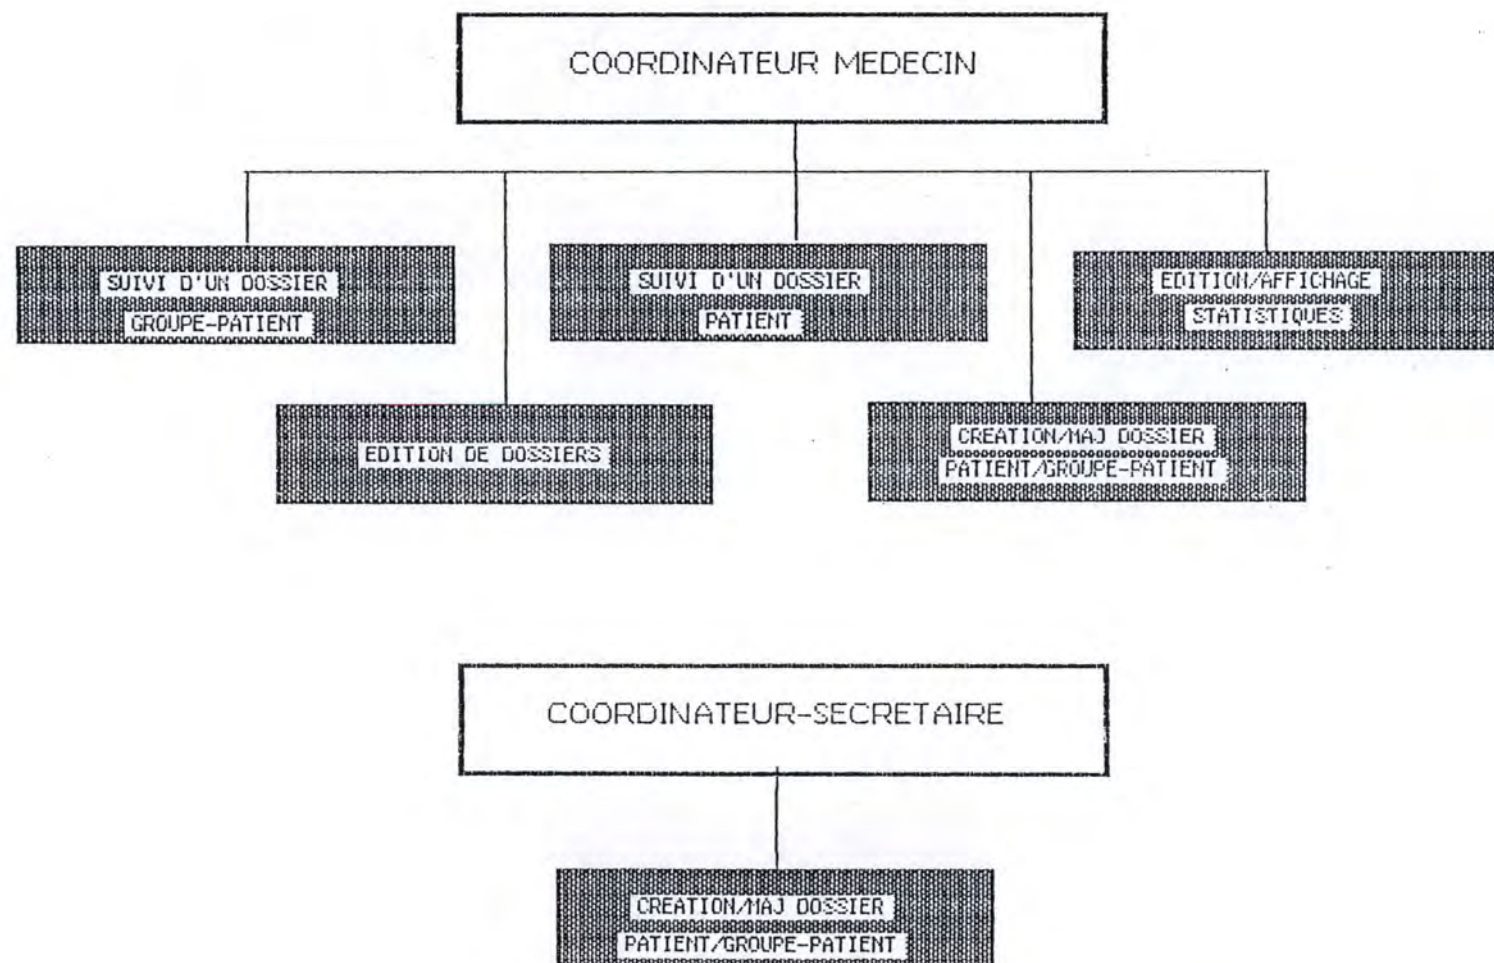 COORDINATEUR MEDECIN
SUIVI D'UN DOSSIER
GROUPE-PATIENT
SUIVI D'UN DOSSIER
PATIENT
EDITION/AFFICHAGE
STATISTIQUES
EDITION DE DOSSIERS
CREATION/MAJ DOSSIER
PATIENT/GROUPE-PATIENT
COORDINATEUR-SECRETAIRE
CREATION/MAJ DOSSIER
PATIENT/GROUPE-PATIENT